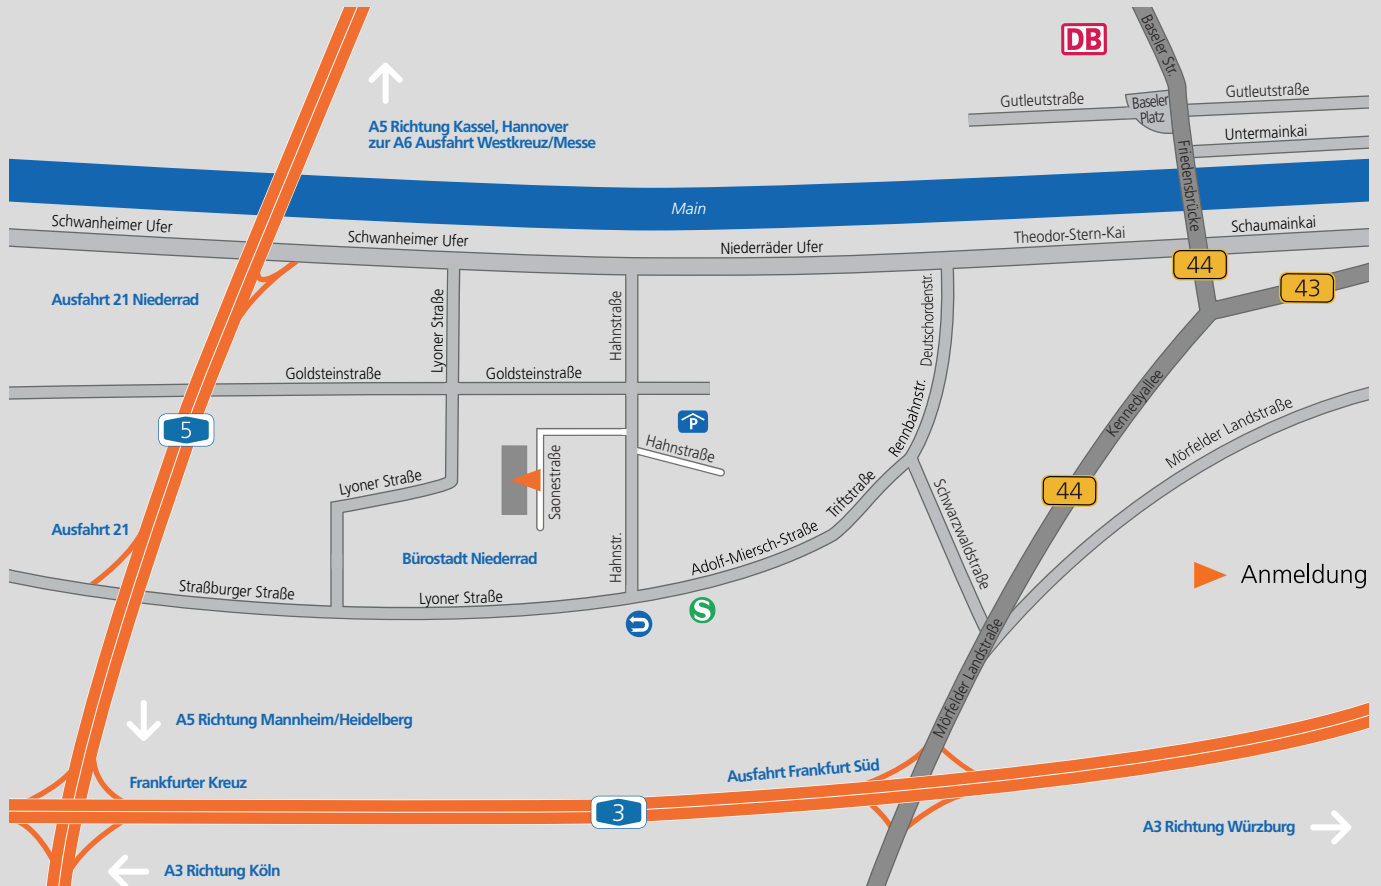 DB
Baseler Str.
Gutleutstraße
Baseler
Platz
Gutleutstraße
Untermainkai
A5 Richtung Kassel, Hannover
zur A6 Ausfahrt Westkreuz/Messe
Friedensbrücke
Main
Schwanheimer Ufer
Schwanheimer Ufer
Niederräder Ufer
Theodor-Stern-Kai
Schaumainkai
44
43
Ausfahrt 21 Niederrad
Lyoner Straße
Hahnstraße
Deutschordenstr.
Goldsteinstraße
Goldsteinstraße
Rennbahnstr.
Kennedyallee
Mörfelder Landstraße
5
P
Hahnstraße
Lyoner Straße
Saonestraße
Triftstraße
44
Schwarzwaldstraße
Ausfahrt 21
Bürostadt Niederrad
Hahnstr.
Adolf-Miersch-Straße
Anmeldung
Straßburger Straße
Lyoner Straße
S
Mörfelder Landstraße
A5 Richtung Mannheim/Heidelberg
Frankfurter Kreuz
Ausfahrt Frankfurt Süd
3
A3 Richtung Würzburg
A3 Richtung Köln